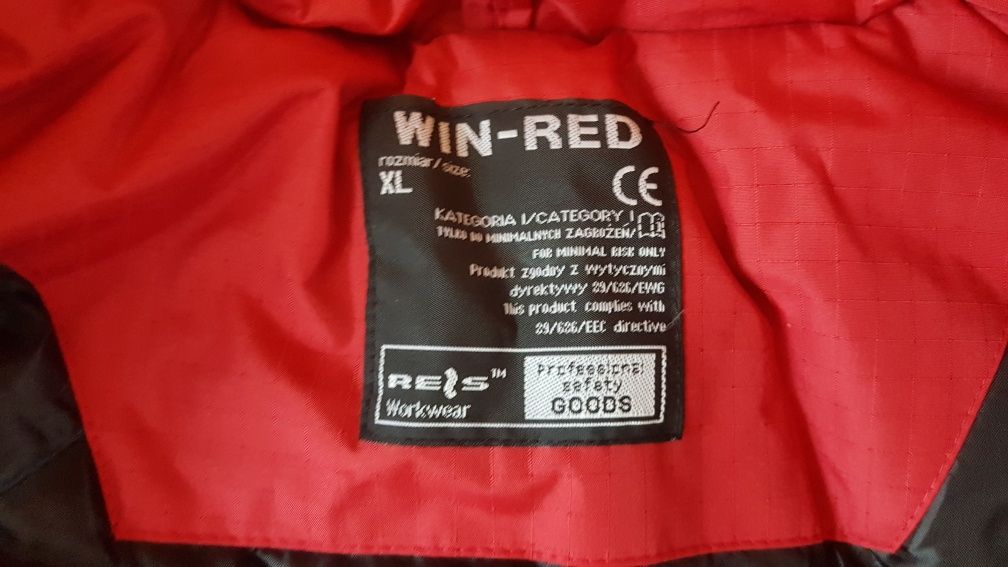 WIN-RED
rozmiar/size:
XL
CE
KATEGORIA I/CATEGORY I
TYLKO DO MINIMALNYCH ZAGROŻEŃ/
FOR MINIMAL RISK ONLY
Produkt zgodny z wytycznymi
dyrektywy 89/686/EWG
This product complies with
89/686/EEC directive
REIS™
Workwear
Professional
safety
GOODS